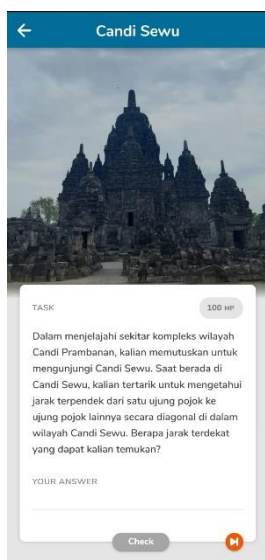 Candi Sewu
TASK
100 MP
Dalam menjelajahi sekitar kompleks wilayah
Candi Prambanan, kalian memutuskan untuk
mengunjungi Candi Sewu. Saat berada di
Candi Sewu, kalian tertarik untuk mengetahui
jarak terpendek dari satu ujung pojok ke
ujung pojok lainnya secara diagonal di dalam
wilayah Candi Sewu. Berapa jarak terdekat
yang dapat kalian temukan?
YOUR ANSWER
Check